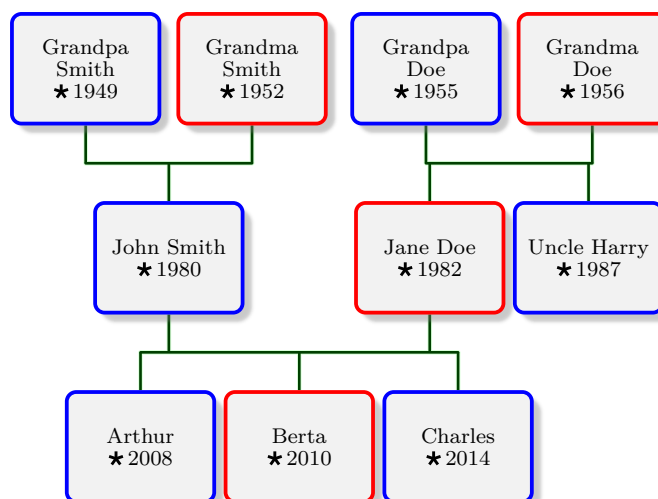 Grandpa
Smith
★ 1949
Grandma
Smith
★ 1952
Grandpa
Doe
★ 1955
Grandma
Doe
★ 1956
John Smith
★ 1980
Jane Doe
★ 1982
Uncle Harry
★ 1987
Arthur
★ 2008
Berta
★ 2010
Charles
★ 2014